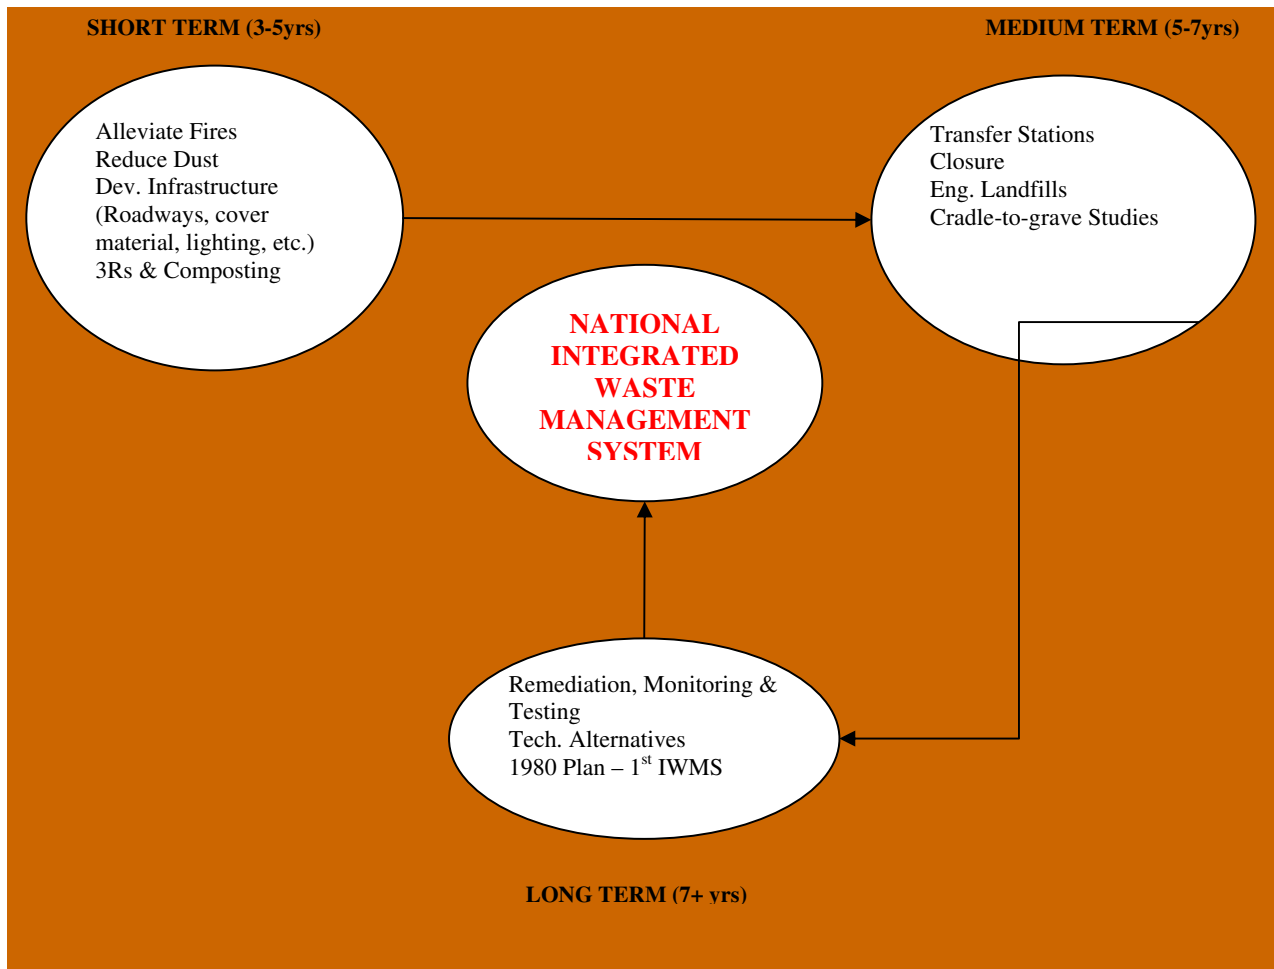 SHORT TERM (3-5yrs)
MEDIUM TERM (5-7yrs)
Alleviate Fires
Reduce Dust
Dev. Infrastructure
(Roadways, cover
material, lighting, etc.)
3Rs & Composting
Transfer Stations
Closure
Eng. Landfills
Cradle-to-grave Studies
NATIONAL
INTEGRATED
WASTE
MANAGEMENT
SYSTEM
Remediation, Monitoring &
Testing
Tech. Alternatives
1980 Plan – 1st IWMS
LONG TERM (7+ yrs)